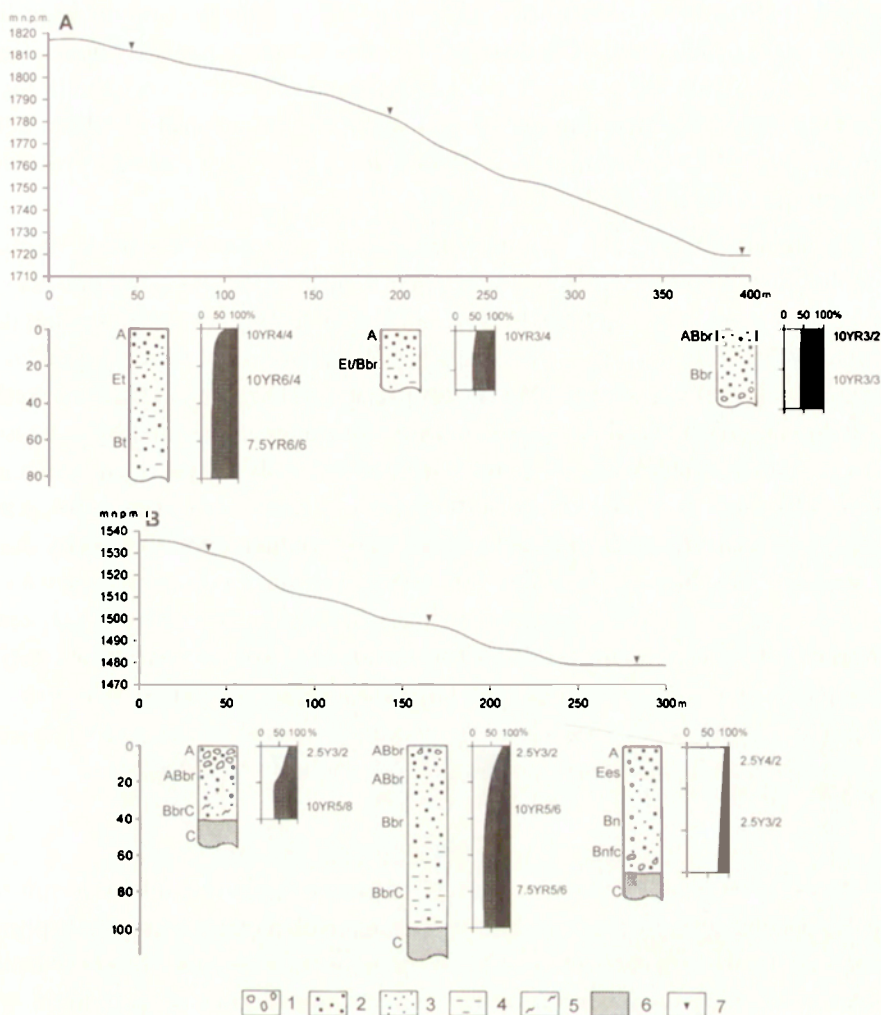 m n.p.m. A
1820
1810
1800
1790
1780
1770
1760
1750
1740
1730
1720
1710
0 50 100 150 200 250 300 350 400 m
0 50 100%
0 50 100%
0 50 100%
0
20
40
60
80
A
Et
Bt
10YR4/4
10YR6/4
7.5YR6/6
A
Et/Bbr
10YR3/4
ABbr
Bbr
10YR3/2
10YR3/3
m n.p.m. B
1540
1530
1520
1510
1500
1490
1480
1470
0 50 100 150 200 250 300 m
0 50 100%
0 50 100%
0 50 100%
0
20
40
60
80
100
A
ABbr
BbrC
C
2.5Y3/2
10YR5/8
ABbr
ABbr
Bbr
BbrC
C
2.5Y3/2
10YR5/6
7.5YR5/6
A
Ees
Bn
Bnfc
C
2.5Y4/2
2.5Y3/2
1 2 3 4 5 6 7